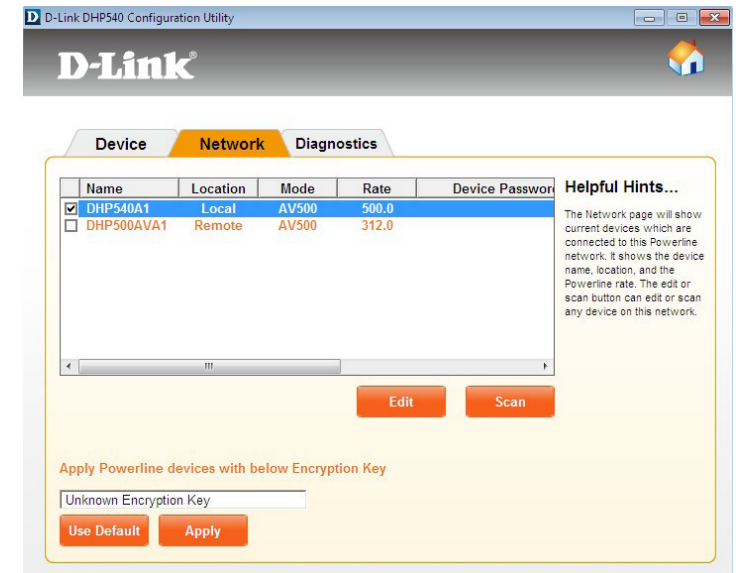 D-Link DHP540 Configuration Utility
D-Link®
Device Network Diagnostics
Name Location Mode Rate Device Passwor
DHP540A1 Local AV500 500.0
DHP500AVA1 Remote AV500 312.0
Helpful Hints...
The Network page will show
current devices which are
connected to this Powerline
network. It shows the device
name, location, and the
Powerline rate. The edit or
scan button can edit or scan
any device on this network.
Edit Scan
Apply Powerline devices with below Encryption Key
Unknown Encryption Key
Use Default Apply